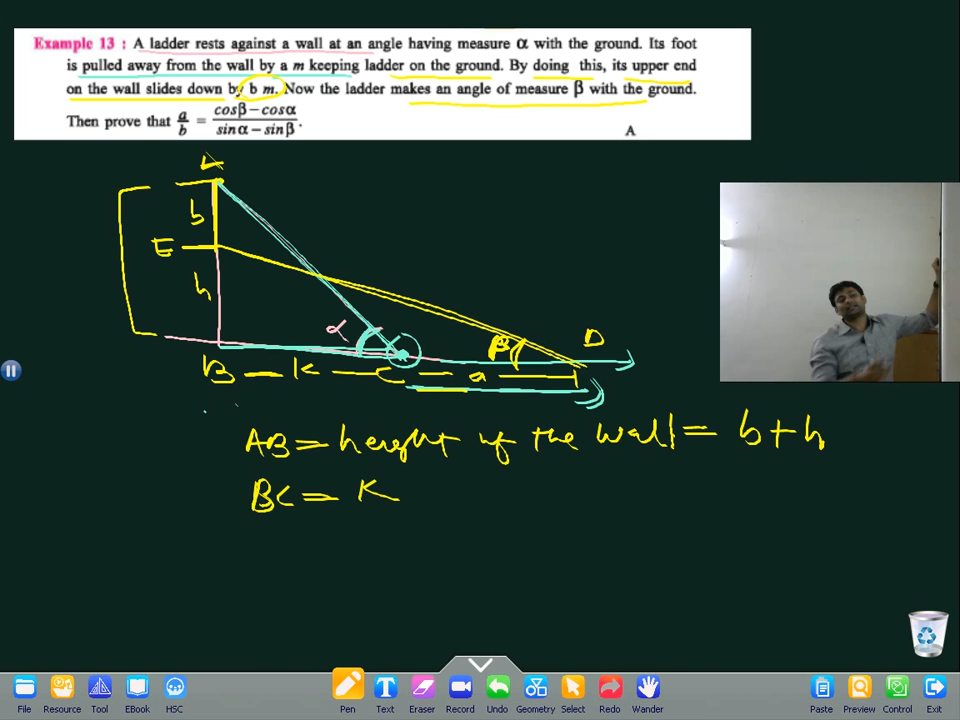 Example 13 : A ladder rests against a wall at an angle having measure α with the ground. Its foot
is pulled away from the wall by a m keeping ladder on the ground. By doing this, its upper end
on the wall slides down by b m. Now the ladder makes an angle of measure β with the ground.
Then prove that a/b = (cosβ – cosα)/(sinα – sinβ).
A
A
b
E
h
α
β
D
B — K — C — a
AB = height of the wall = b + h
BC = K
File Resource Tool EBook HSC Pen Text Eraser Record Undo Geometry Select Redo Wander Paste Preview Control Exit